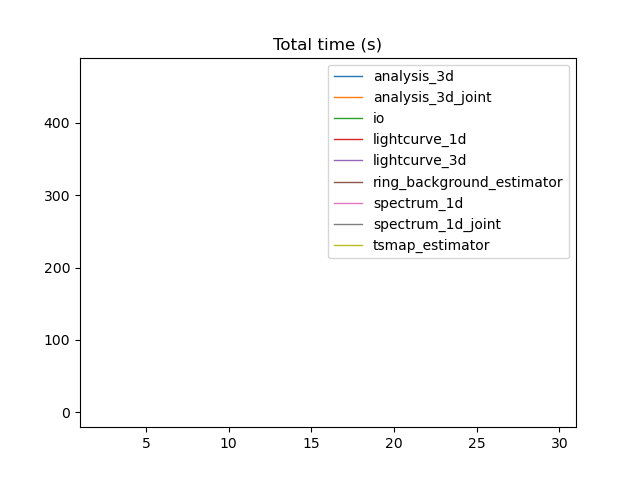 Total time (s)
analysis_3d
analysis_3d_joint
io
lightcurve_1d
lightcurve_3d
ring_background_estimator
spectrum_1d
spectrum_1d_joint
tsmap_estimator
400
300
200
100
0
5 10 15 20 25 30